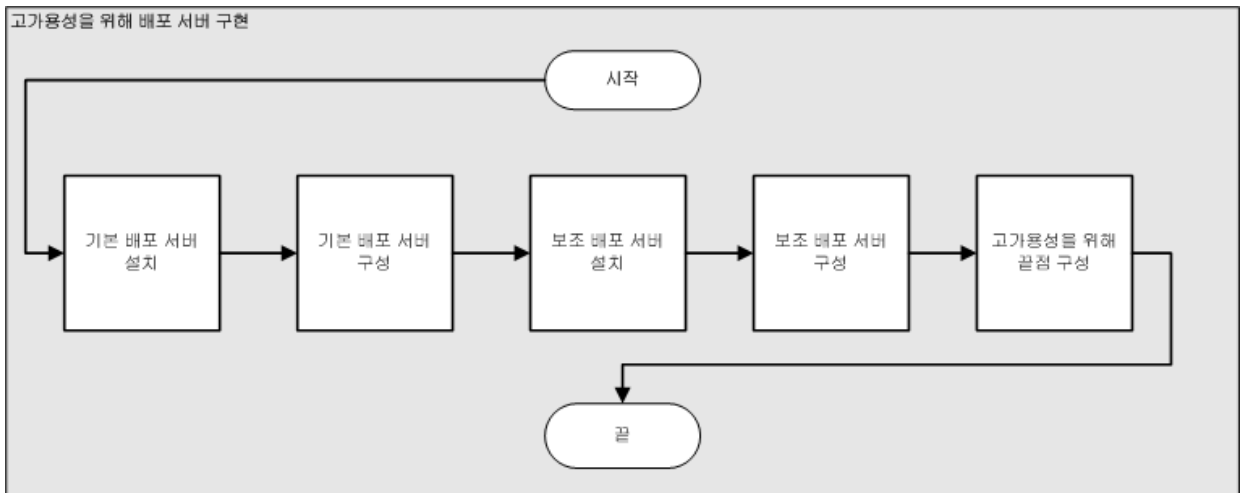 고가용성을 위해 배포 서버 구현
시작
기본 배포 서버
설치
기본 배포 서버
구성
보조 배포 서버
설치
보조 배포 서버
구성
고가용성을 위해
끝점 구성
끝